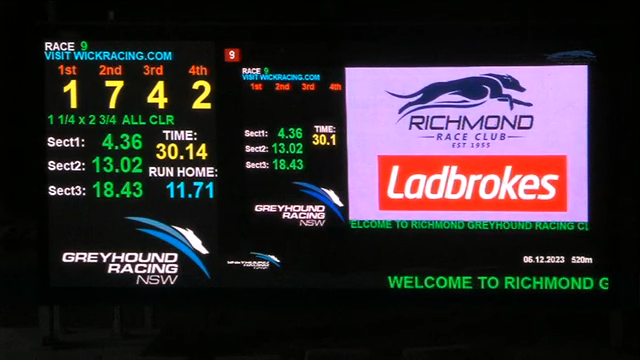 RACE 9
VISIT WICKRACING.COM
1st 2nd 3rd 4th
1 7 4 2
1 1/4 x 2 3/4 ALL CLR
Sect1: 4.36
Sect2: 13.02
Sect3: 18.43
TIME:
30.14
RUN HOME:
11.71
GREYHOUND
RACING
NSW
9
RACE 9
VISIT WICKRACING.COM
1st 2nd 3rd 4th
Sect1: 4.36
Sect2: 13.02
Sect3: 18.43
TIME:
30.1
GREYHOUND
RACING
NSW
RICHMOND
RACE CLUB
EST 1955
Ladbrokes
ELCOME TO RICHMOND GREYHOUND RACING CL
06.12.2023 520m
WELCOME TO RICHMOND G